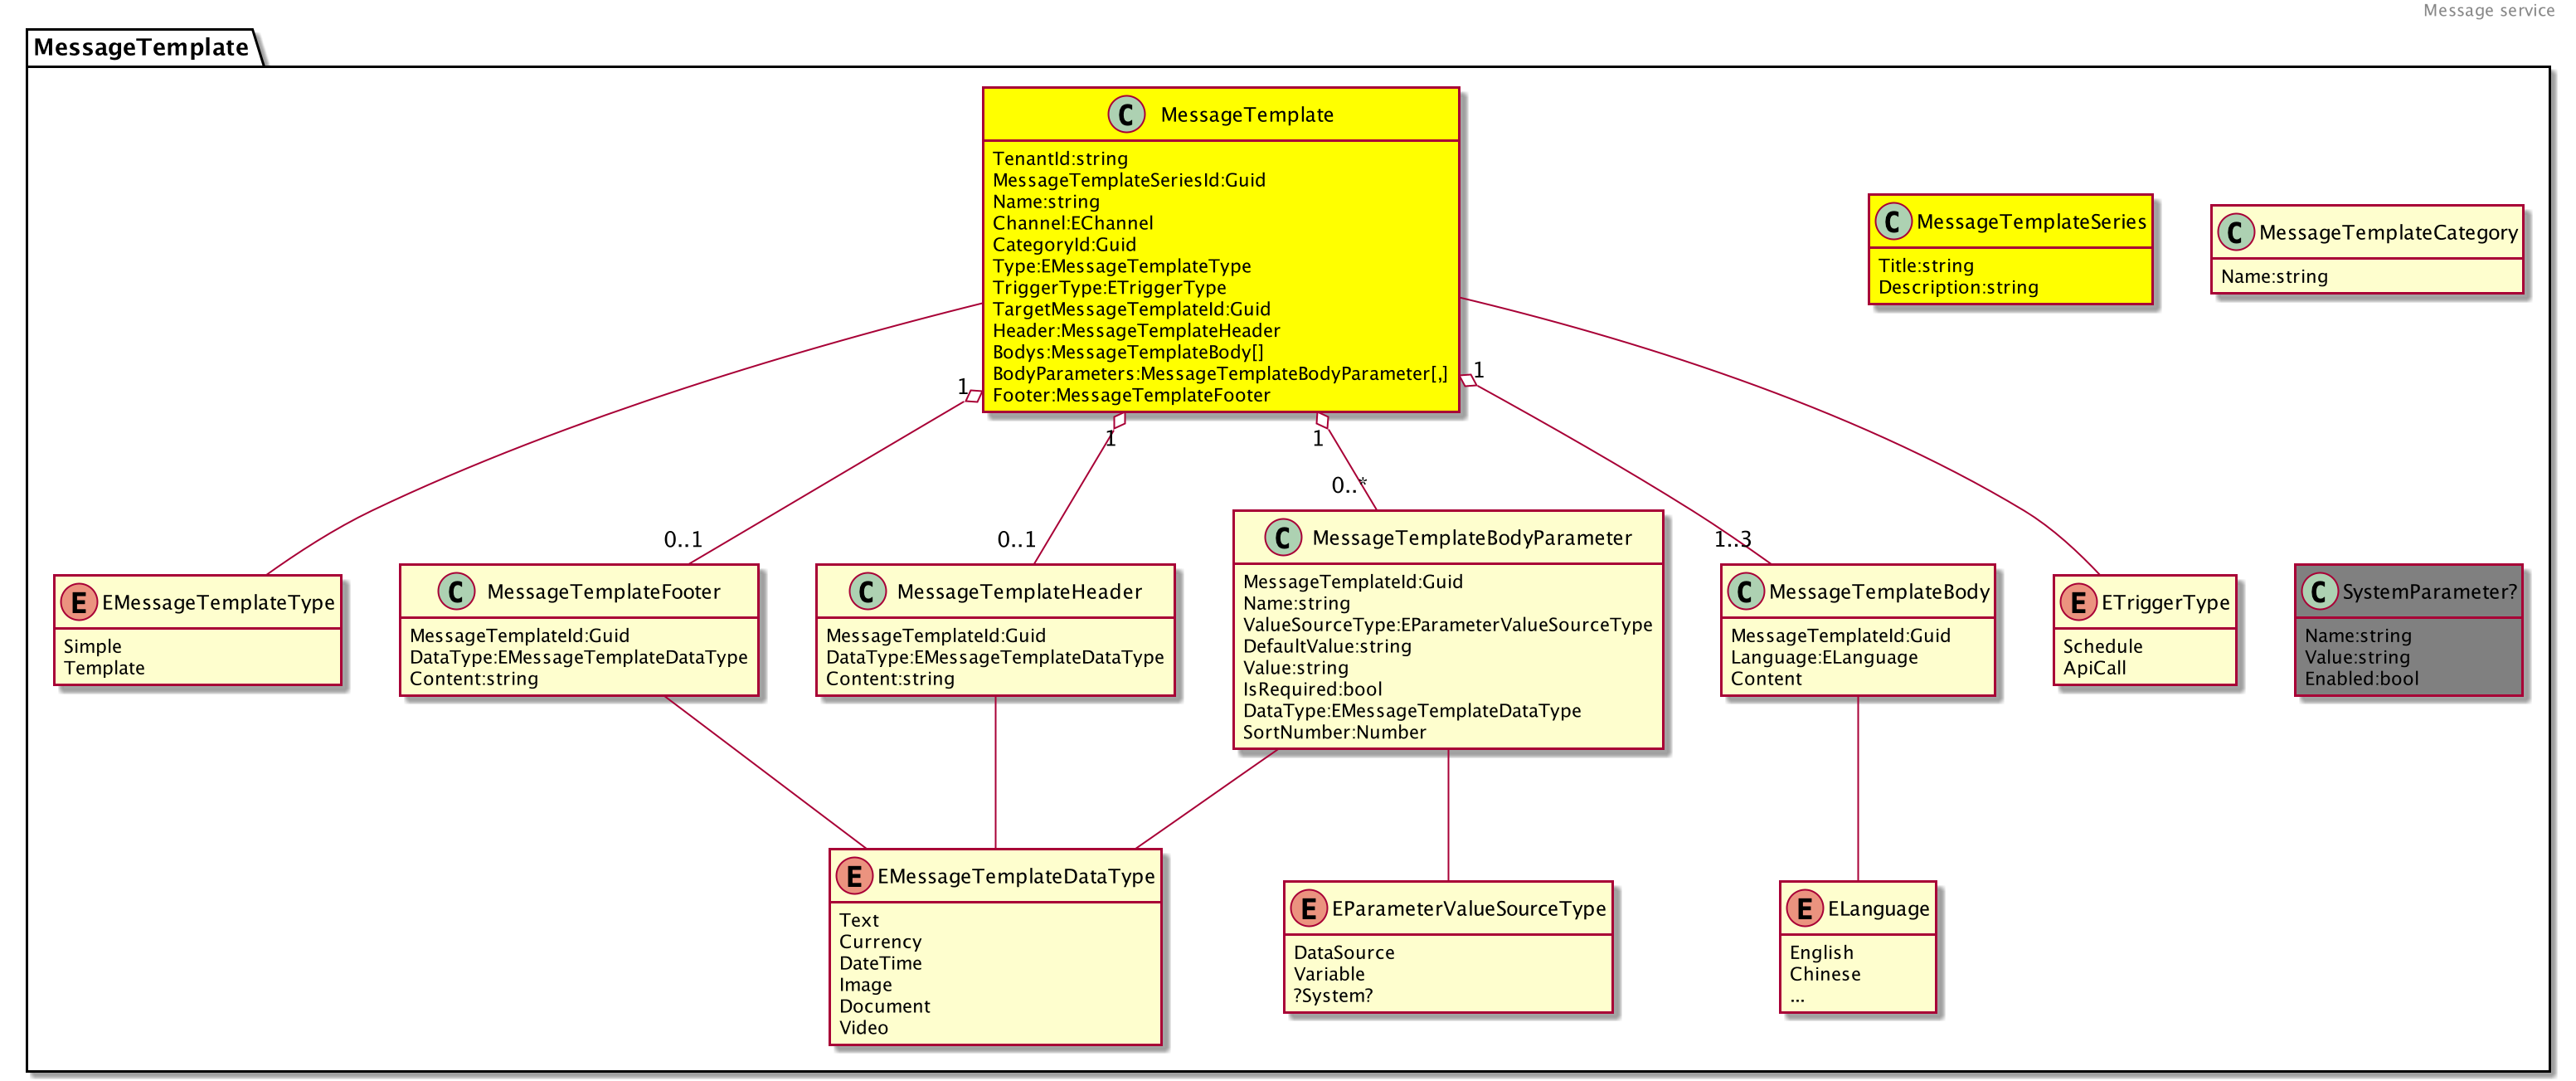 Message service
MessageTemplate
C MessageTemplate
TenantId:string
MessageTemplateSeriesId:Guid
Name:string
Channel:EChannel
CategoryId:Guid
Type:EMessageTemplateType
TriggerType:ETriggerType
TargetMessageTemplateId:Guid
Header:MessageTemplateHeader
Bodys:MessageTemplateBody[]
BodyParameters:MessageTemplateBodyParameter[,]
Footer:MessageTemplateFooter
C MessageTemplateSeries
Title:string
Description:string
C MessageTemplateCategory
Name:string
1
1
1
1
0..1
0..1
0..*
1..3
E EMessageTemplateType
Simple
Template
C MessageTemplateFooter
MessageTemplateId:Guid
DataType:EMessageTemplateDataType
Content:string
C MessageTemplateHeader
MessageTemplateId:Guid
DataType:EMessageTemplateDataType
Content:string
C MessageTemplateBodyParameter
MessageTemplateId:Guid
Name:string
ValueSourceType:EParameterValueSourceType
DefaultValue:string
Value:string
IsRequired:bool
DataType:EMessageTemplateDataType
SortNumber:Number
C MessageTemplateBody
MessageTemplateId:Guid
Language:ELanguage
Content
E ETriggerType
Schedule
ApiCall
C SystemParameter?
Name:string
Value:string
Enabled:bool
E EMessageTemplateDataType
Text
Currency
DateTime
Image
Document
Video
E EParameterValueSourceType
DataSource
Variable
?System?
E ELanguage
English
Chinese
...